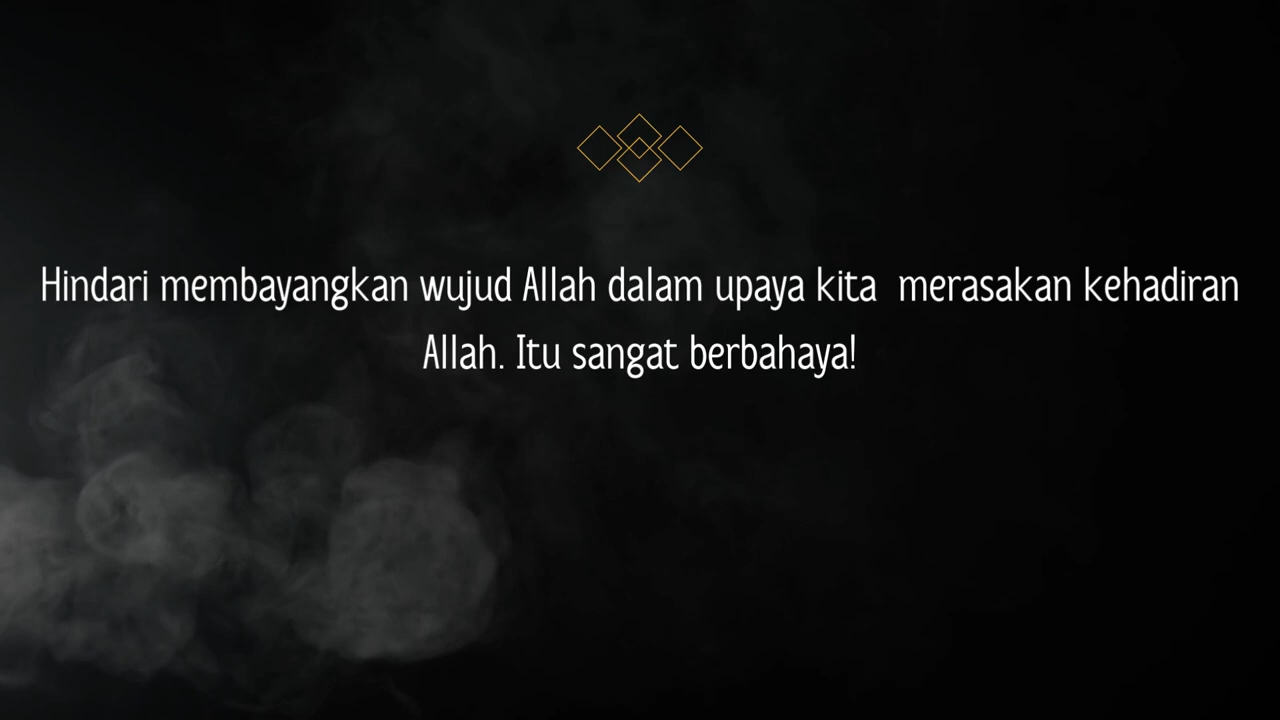 Hindari membayangkan wujud Allah dalam upaya kita  merasakan kehadiran
Allah. Itu sangat berbahaya!